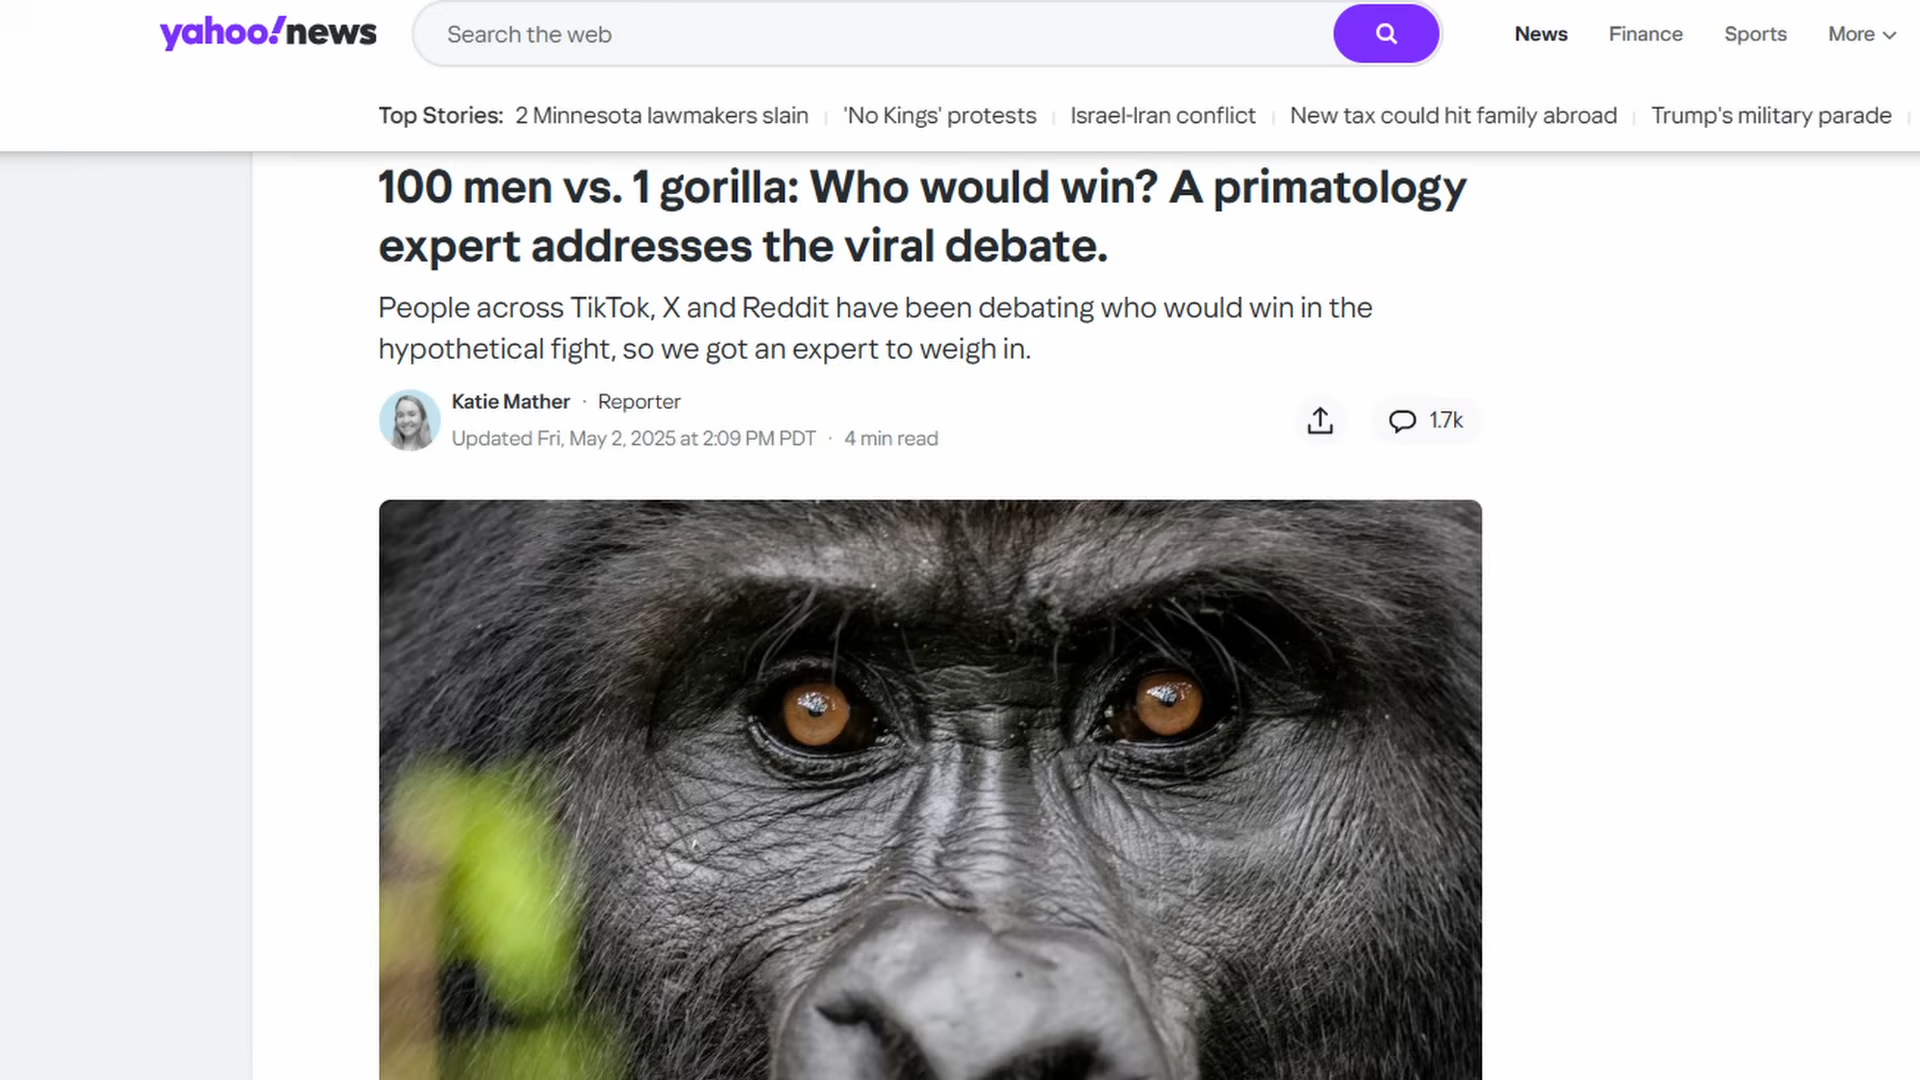 yahoo!news
Search the web
News
Finance
Sports
More
Top Stories: 2 Minnesota lawmakers slain 'No Kings' protests Israel-Iran conflict New tax could hit family abroad Trump's military parade
100 men vs. 1 gorilla: Who would win? A primatology
expert addresses the viral debate.
People across TikTok, X and Reddit have been debating who would win in the
hypothetical fight, so we got an expert to weigh in.
Katie Mather · Reporter
Updated Fri, May 2, 2025 at 2:09 PM PDT · 4 min read
1.7k